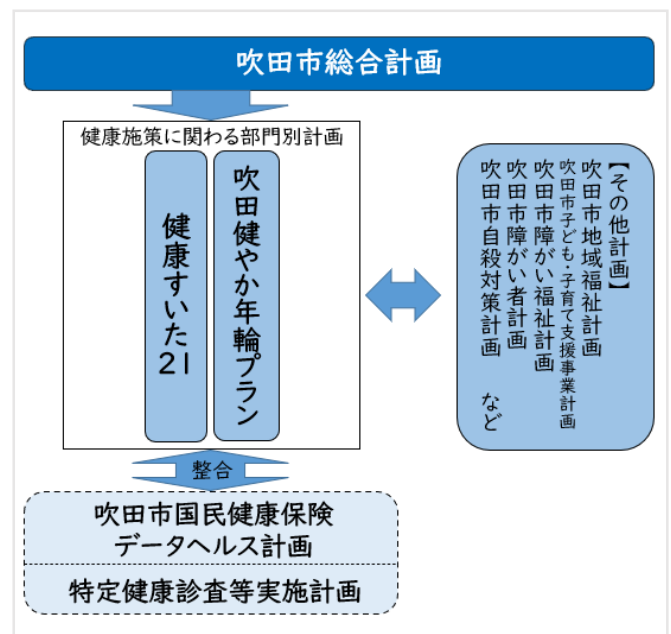 吹田市総合計画
健康施策に関わる部門別計画
吹田健やか年輪プラン
健康すいた21
【その他計画】
吹田市地域福祉計画
吹田市子ども・子育て支援事業計画
吹田市障がい福祉計画
吹田市障がい者計画
吹田市自殺対策計画 など
整合
吹田市国民健康保険
データヘルス計画
特定健康診査等実施計画